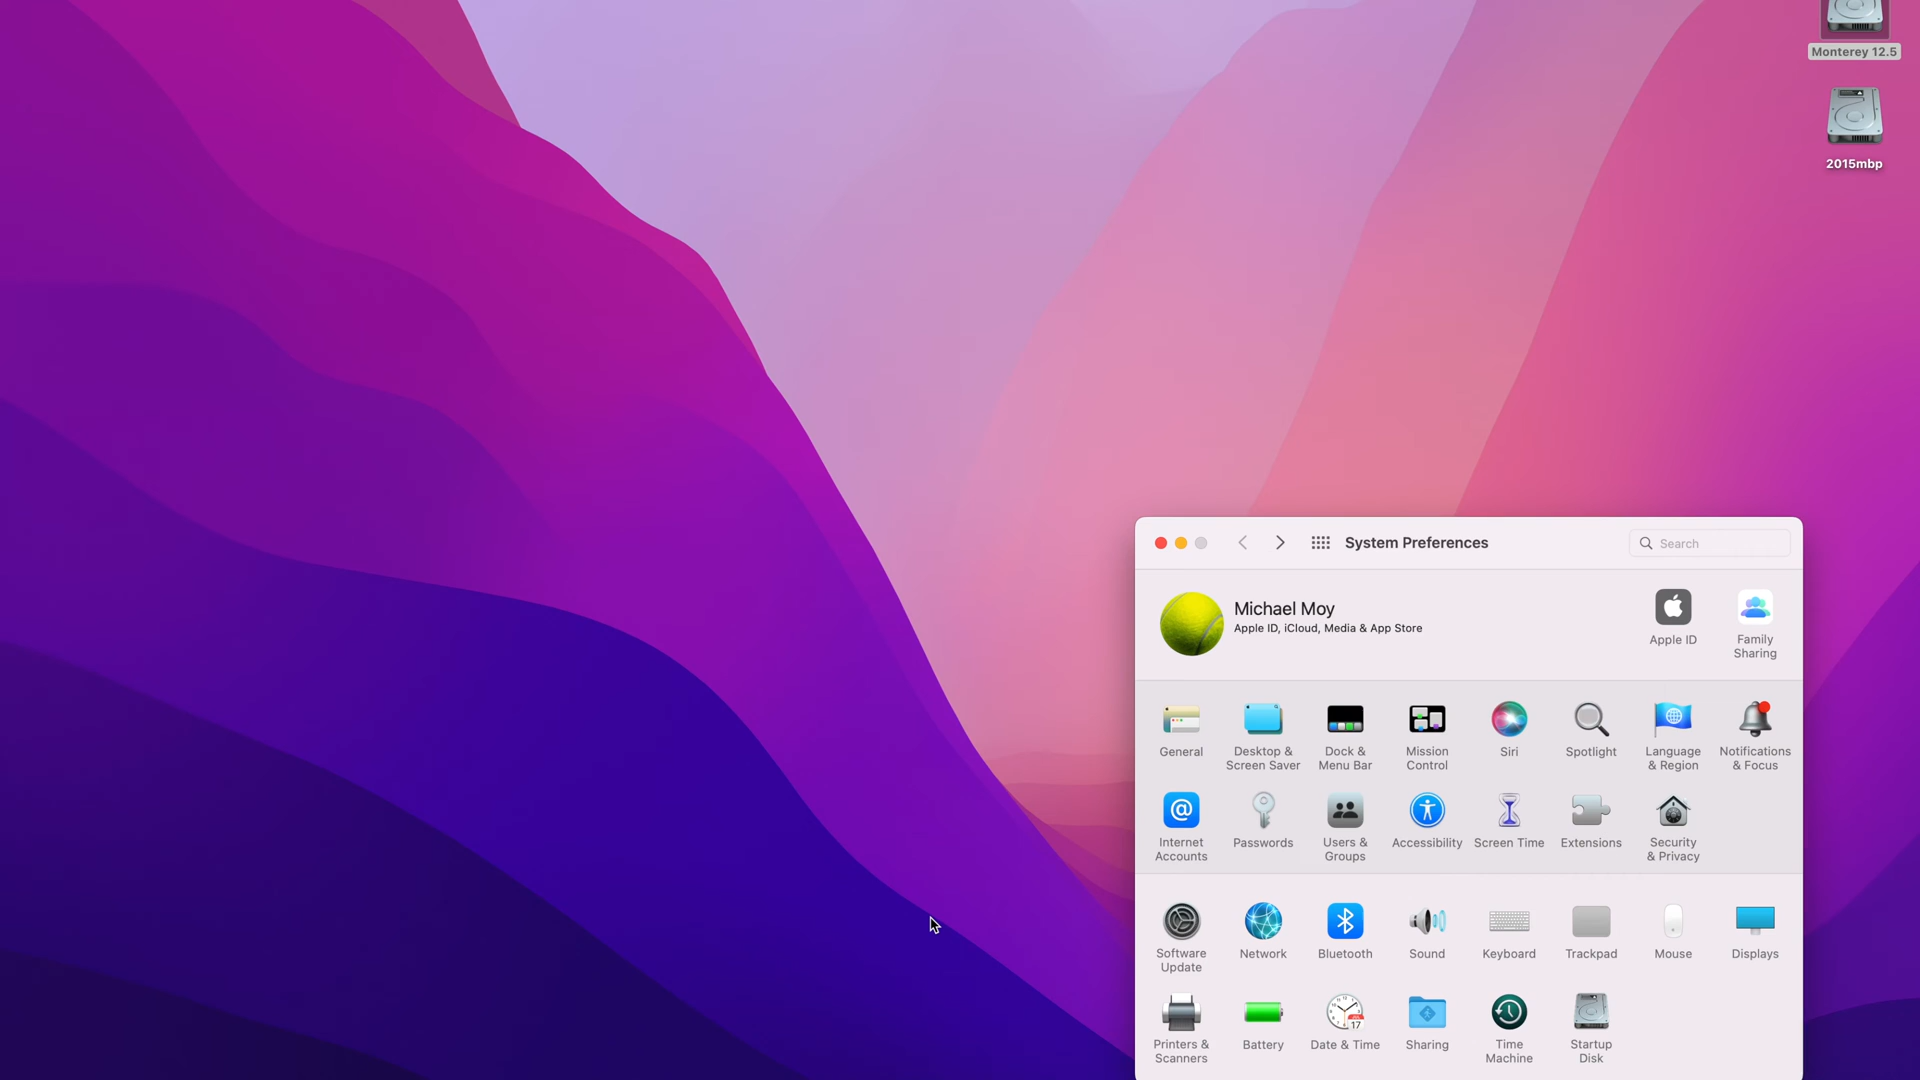 Monterey 12.5
2015mbp
System Preferences
Search
Michael Moy
Apple ID, iCloud, Media & App Store
Apple ID
Family
Sharing
General
Desktop &
Screen Saver
Dock &
Menu Bar
Mission
Control
Siri
Spotlight
Language
& Region
Notifications
& Focus
Internet
Accounts
Passwords
Users &
Groups
Accessibility
Screen Time
Extensions
Security
& Privacy
Software
Update
Network
Bluetooth
Sound
Keyboard
Trackpad
Mouse
Displays
Printers &
Scanners
Battery
17
Date & Time
Sharing
Time
Machine
Startup
Disk